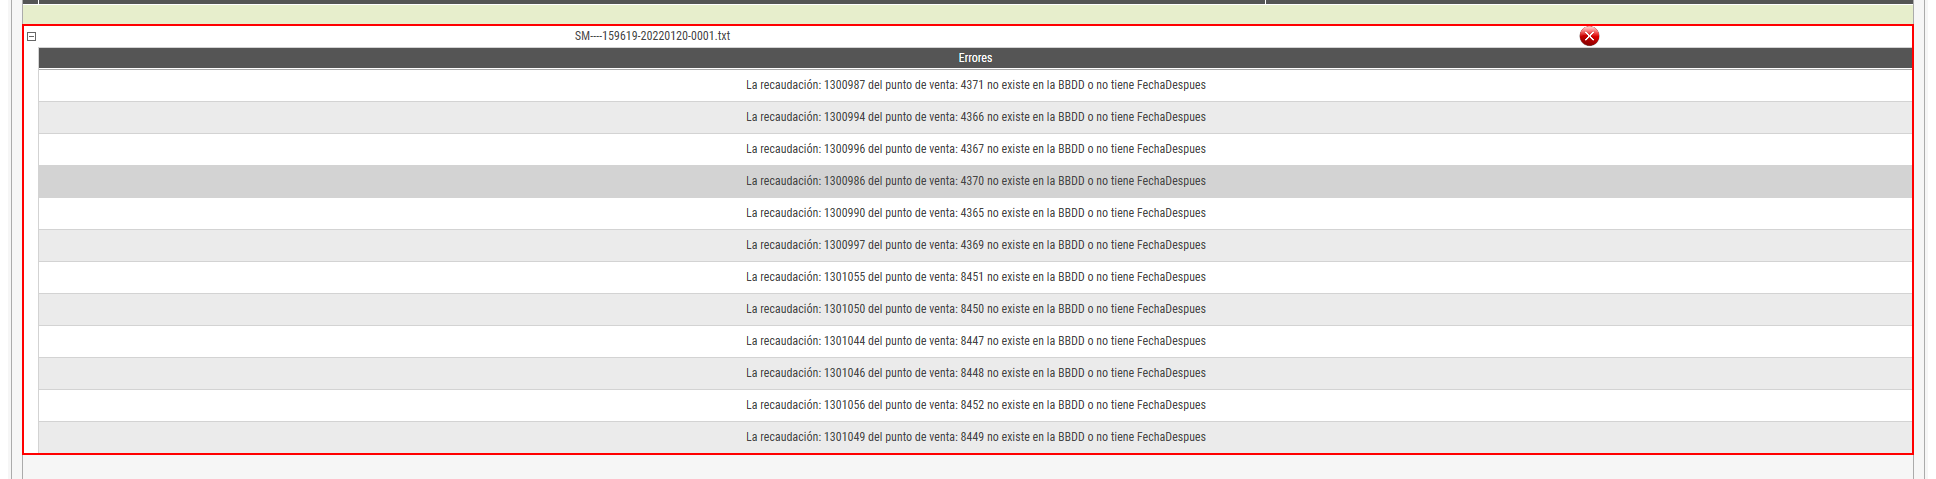 SM----159619-20220120-0001.txt
Errores
La recaudación: 1300987 del punto de venta: 4371 no existe en la BBDD o no tiene FechaDespues
La recaudación: 1300994 del punto de venta: 4366 no existe en la BBDD o no tiene FechaDespues
La recaudación: 1300996 del punto de venta: 4367 no existe en la BBDD o no tiene FechaDespues
La recaudación: 1300986 del punto de venta: 4370 no existe en la BBDD o no tiene FechaDespues
La recaudación: 1300990 del punto de venta: 4365 no existe en la BBDD o no tiene FechaDespues
La recaudación: 1300997 del punto de venta: 4369 no existe en la BBDD o no tiene FechaDespues
La recaudación: 1301055 del punto de venta: 8451 no existe en la BBDD o no tiene FechaDespues
La recaudación: 1301050 del punto de venta: 8450 no existe en la BBDD o no tiene FechaDespues
La recaudación: 1301044 del punto de venta: 8447 no existe en la BBDD o no tiene FechaDespues
La recaudación: 1301046 del punto de venta: 8448 no existe en la BBDD o no tiene FechaDespues
La recaudación: 1301056 del punto de venta: 8452 no existe en la BBDD o no tiene FechaDespues
La recaudación: 1301049 del punto de venta: 8449 no existe en la BBDD o no tiene FechaDespues